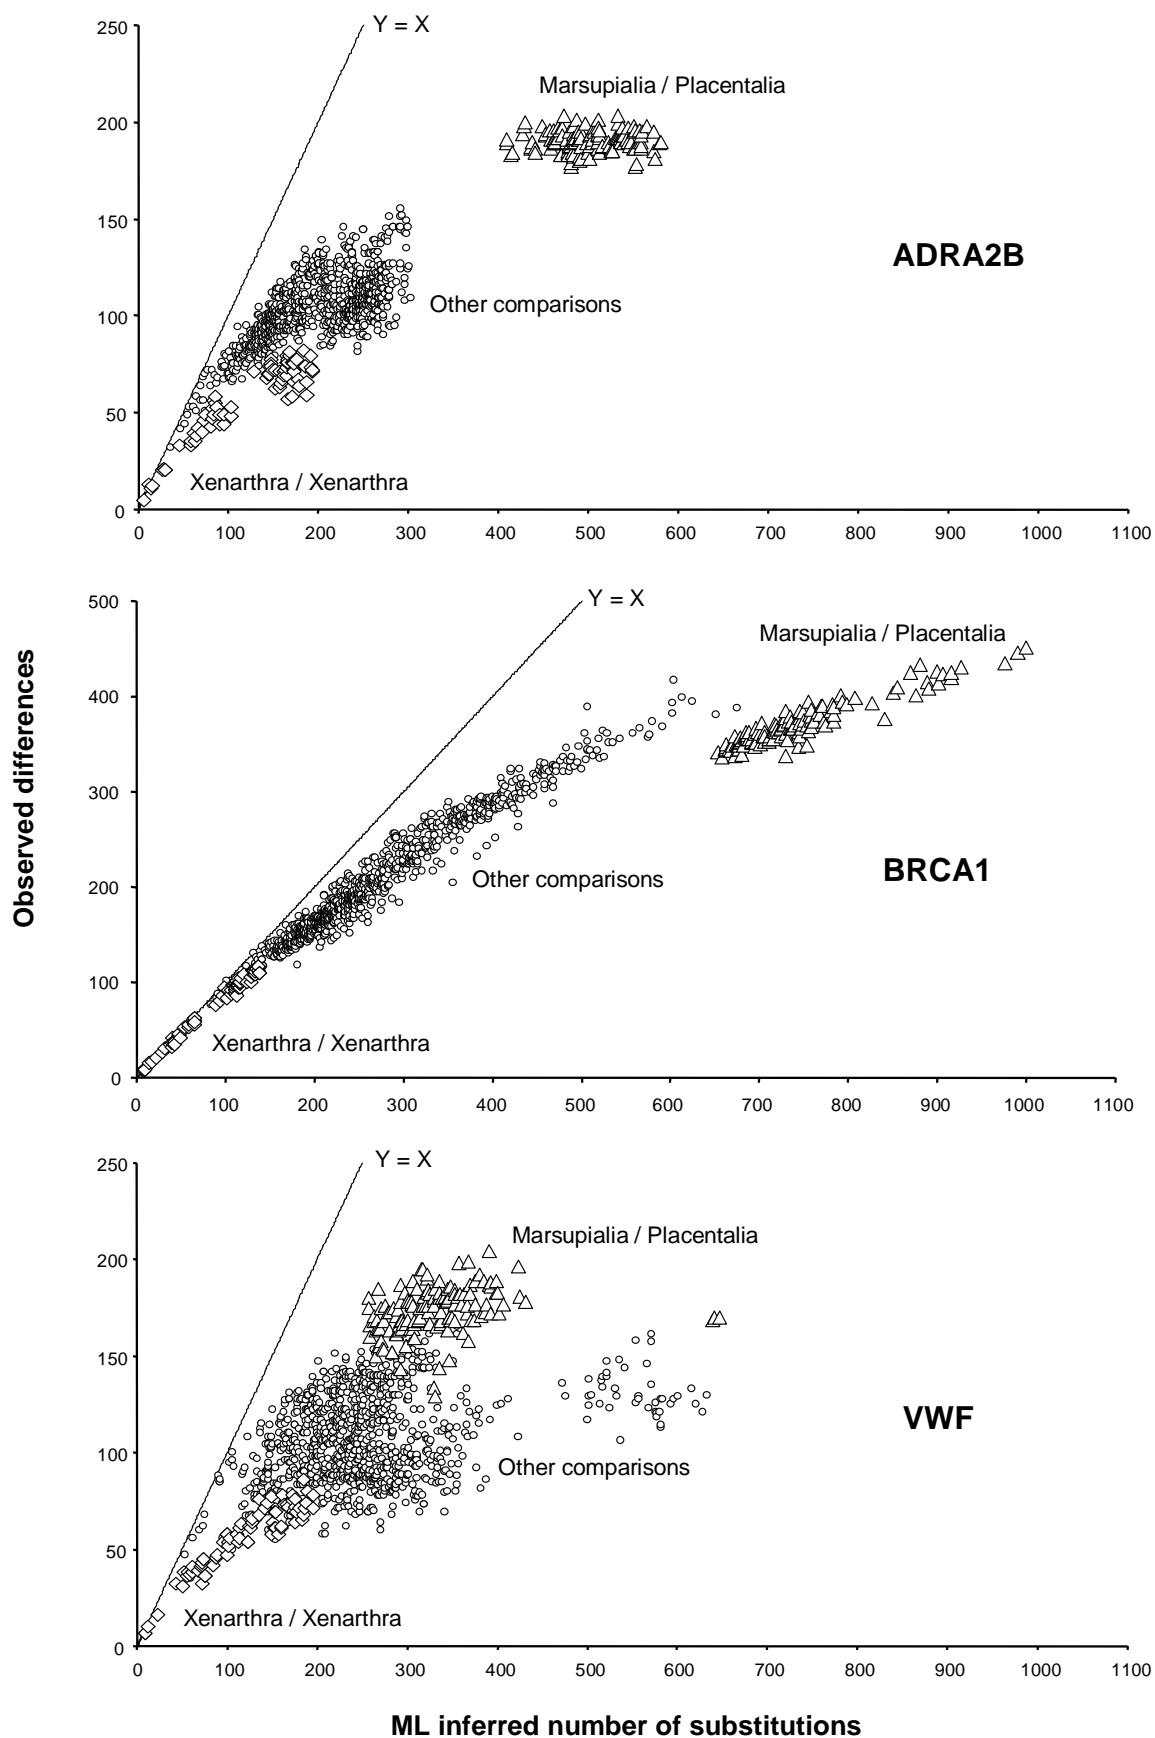 Y = X
250
Marsupialia / Placentalia
200
150
ADRA2B
Other comparisons
100
50
Xenarthra / Xenarthra
0
0 100 200 300 400 500 600 700 800 900 1000 1100
Y = X
500
Marsupialia / Placentalia
400
300
Other comparisons
BRCA1
200
100
Xenarthra / Xenarthra
0
0 100 200 300 400 500 600 700 800 900 1000 1100
Observed differences
Y = X
250
Marsupialia / Placentalia
200
150
VWF
100
Other comparisons
50
Xenarthra / Xenarthra
0
0 100 200 300 400 500 600 700 800 900 1000 1100
ML inferred number of substitutions